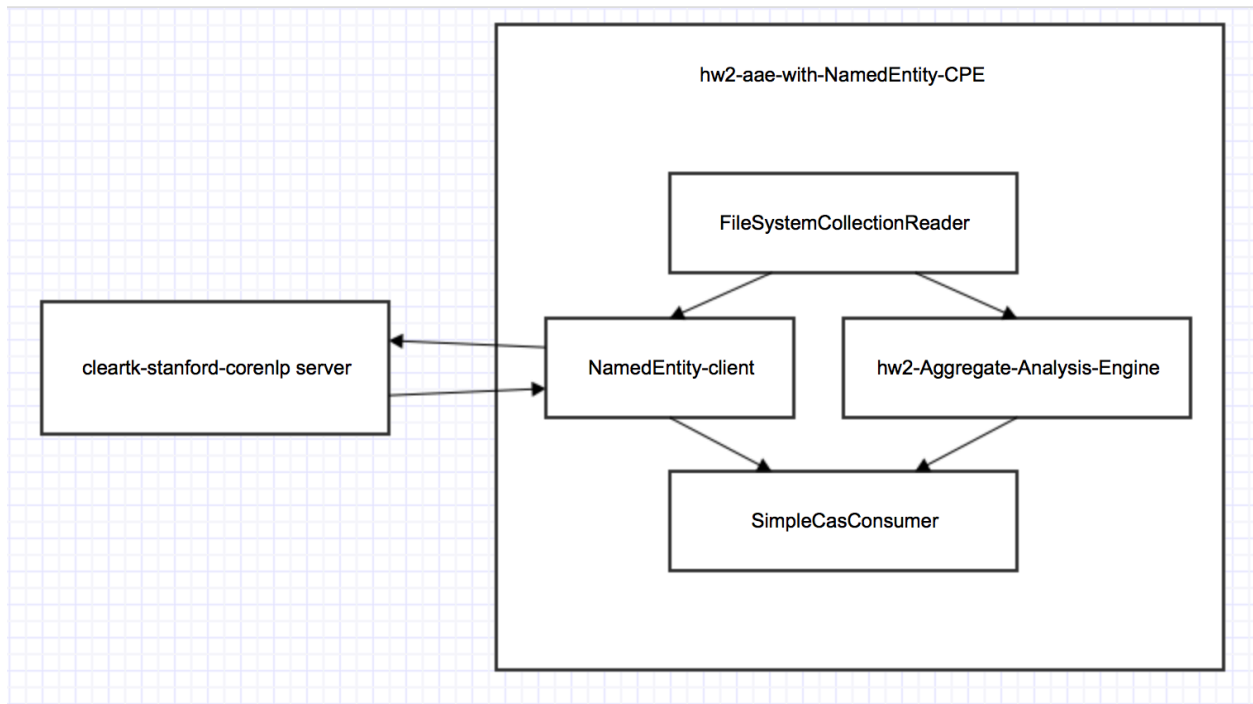 hw2-aae-with-NamedEntity-CPE
FileSystemCollectionReader
cleartk-stanford-corenlp server
NamedEntity-client
hw2-Aggregate-Analysis-Engine
SimpleCasConsumer